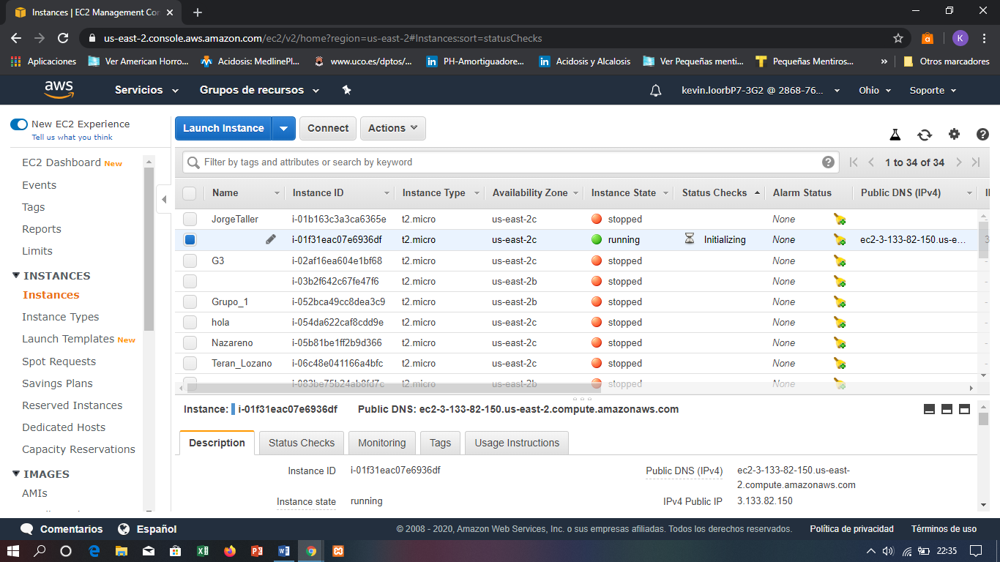 Instances | EC2 Management Con
us-east-2.console.aws.amazon.com/ec2/v2/home?region=us-east-2#Instances:sort=statusChecks
K
Aplicaciones Ver American Horro... Acidosis: MedlinePl... www.uco.es/dptos/... PH-Amortiguadore... Acidosis y Alcalosis Ver Pequeñas menti... Pequeñas Mentiros... » Otros marcadores
aws Servicios Grupos de recursos kevin.loorbP7-3G2 @ 2868-76... Ohio Soporte
New EC2 Experience
Tell us what you think
Launch Instance Connect Actions
EC2 Dashboard New
Events
Tags
Reports
Limits
INSTANCES
Instances
Instance Types
Launch Templates New
Spot Requests
Savings Plans
Reserved Instances
Dedicated Hosts
Capacity Reservations
IMAGES
AMIs
Filter by tags and attributes or search by keyword 1 to 34 of 34
Name Instance ID Instance Type Availability Zone Instance State Status Checks Alarm Status Public DNS (IPv4)
JorgeTaller i-01b163c3a3ca6365e t2.micro us-east-2c stopped None
i-01f31eac07e6936df t2.micro us-east-2c running Initializing None ec2-3-133-82-150.us-e... 3
G3 i-02af16ea604e1bf68 t2.micro us-east-2c stopped None
i-03b2f642c67fe47f6 t2.micro us-east-2b stopped None
Grupo_1 i-052bca49cc8dea3c9 t2.micro us-east-2b stopped None
hola i-054da622caf8cdd9e t2.micro us-east-2c stopped None
Nazareno i-05b81be1ff2b9d366 t2.micro us-east-2c stopped None
Teran_Lozano i-06c48e041166a4bfc t2.micro us-east-2c stopped None
i-083be75b24ab8fd7c t2.micro us-east-2b stopped None
Instance: i-01f31eac07e6936df Public DNS: ec2-3-133-82-150.us-east-2.compute.amazonaws.com
Description Status Checks Monitoring Tags Usage Instructions
Instance ID i-01f31eac07e6936df
Public DNS (IPv4) ec2-3-133-82-150.us-east-
2.compute.amazonaws.com
Instance state running
IPv4 Public IP 3.133.82.150
Comentarios Español © 2008 - 2020, Amazon Web Services, Inc. o sus empresas afiliadas. Todos los derechos reservados. Política de privacidad Términos de uso
22:35